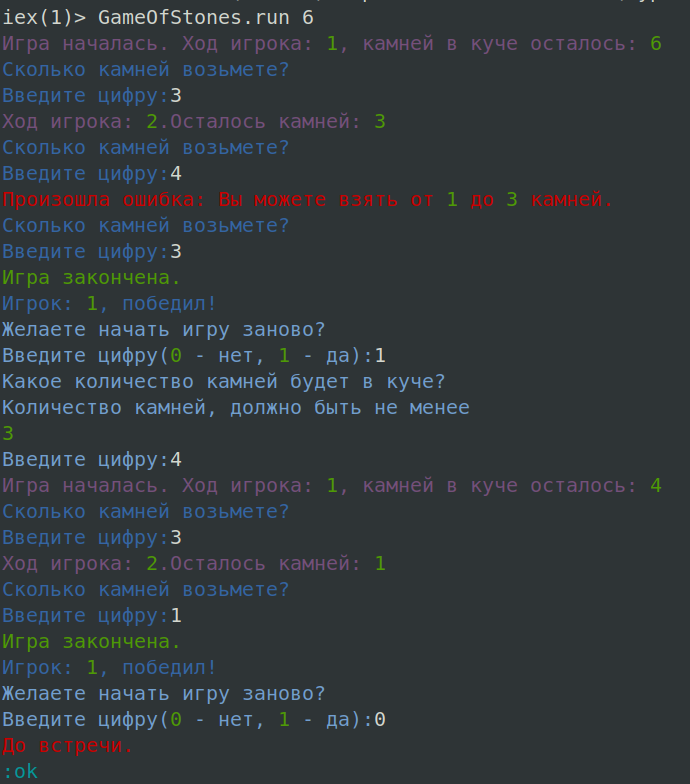 iex(1)> GameOfStones.run 6
Игра началась. Ход игрока: 1, камней в куче осталось: 6
Сколько камней возьмете?
Введите цифру:3
Ход игрока: 2.Осталось камней: 3
Сколько камней возьмете?
Введите цифру:4
Произошла ошибка: Вы можете взять от 1 до 3 камней.
Сколько камней возьмете?
Введите цифру:3
Игра закончена.
Игрок: 1, победил!
Желаете начать игру заново?
Введите цифру(0 - нет, 1 - да):1
Какое количество камней будет в куче?
Количество камней, должно быть не менее
3
Введите цифру:4
Игра началась. Ход игрока: 1, камней в куче осталось: 4
Сколько камней возьмете?
Введите цифру:3
Ход игрока: 2.Осталось камней: 1
Сколько камней возьмете?
Введите цифру:1
Игра закончена.
Игрок: 1, победил!
Желаете начать игру заново?
Введите цифру(0 - нет, 1 - да):0
До встречи.
:ok